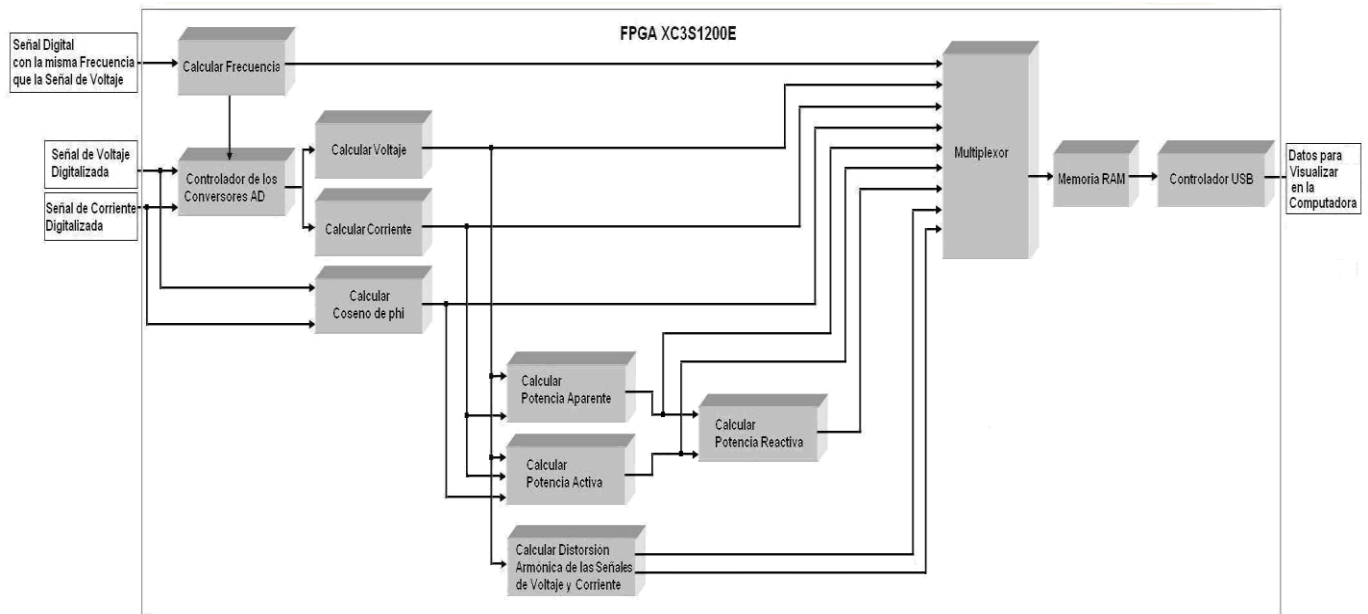 FPGA XC3S1200E
Señal Digital
con la misma Frecuencia
que la Señal de Voltaje
Calcular Frecuencia
Señal de Voltaje
Digitalizada
Señal de Corriente
Digitalizada
Controlador de los
Conversores AD
Calcular Voltaje
Calcular Corriente
Calcular
Coseno de phi
Calcular
Potencia Aparente
Calcular
Potencia Activa
Calcular
Potencia Reactiva
Calcular Distorsión
Armónica de las Señales
de Voltaje y Corriente
Multiplexor
Memoria RAM
Controlador USB
Datos para
Visualizar
en la
Computadora